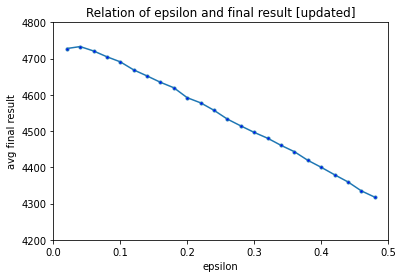 Relation of epsilon and final result [updated]
4800
4700
4600
4500
4400
4300
4200
avg final result
0.0 0.1 0.2 0.3 0.4 0.5
epsilon